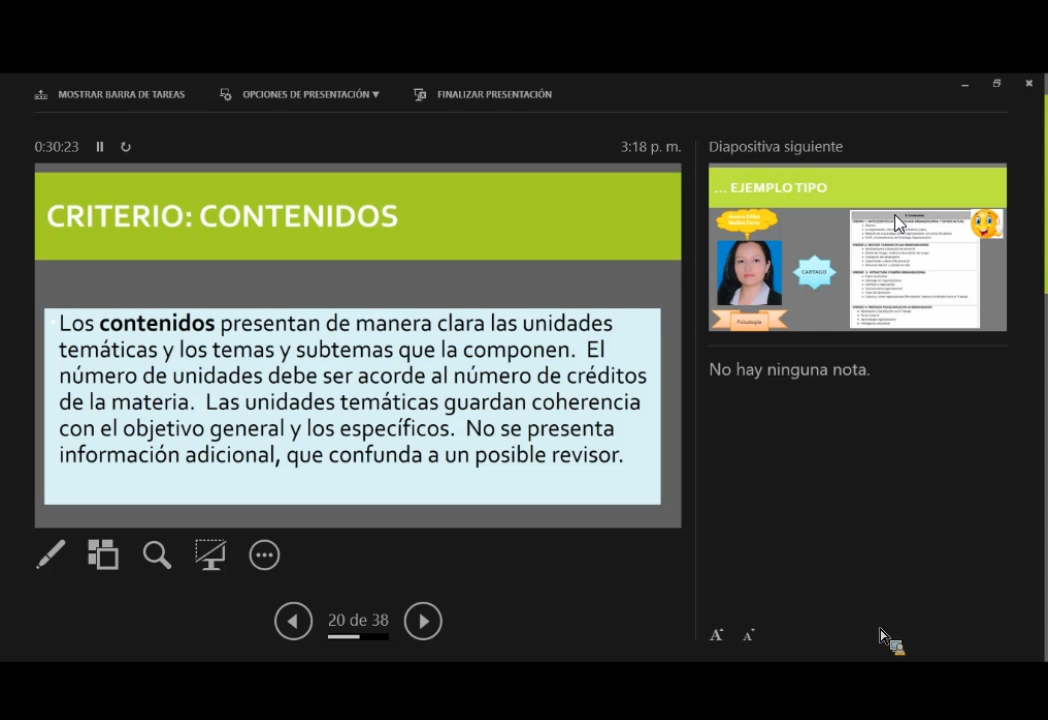 MOSTRAR BARRA DE TAREAS
OPCIONES DE PRESENTACIÓN ▼
FINALIZAR PRESENTACIÓN
0:30:23
3:18 p. m.
CRITERIO: CONTENIDOS
Los contenidos presentan de manera clara las unidades
temáticas y los temas y subtemas que la componen. El
número de unidades debe ser acorde al número de créditos
de la materia. Las unidades temáticas guardan coherencia
con el objetivo general y los específicos. No se presenta
información adicional, que confunda a un posible revisor.
20 de 38
Diapositiva siguiente
... EJEMPLO TIPO
CARTAGO
Psicología
No hay ninguna nota.
A A